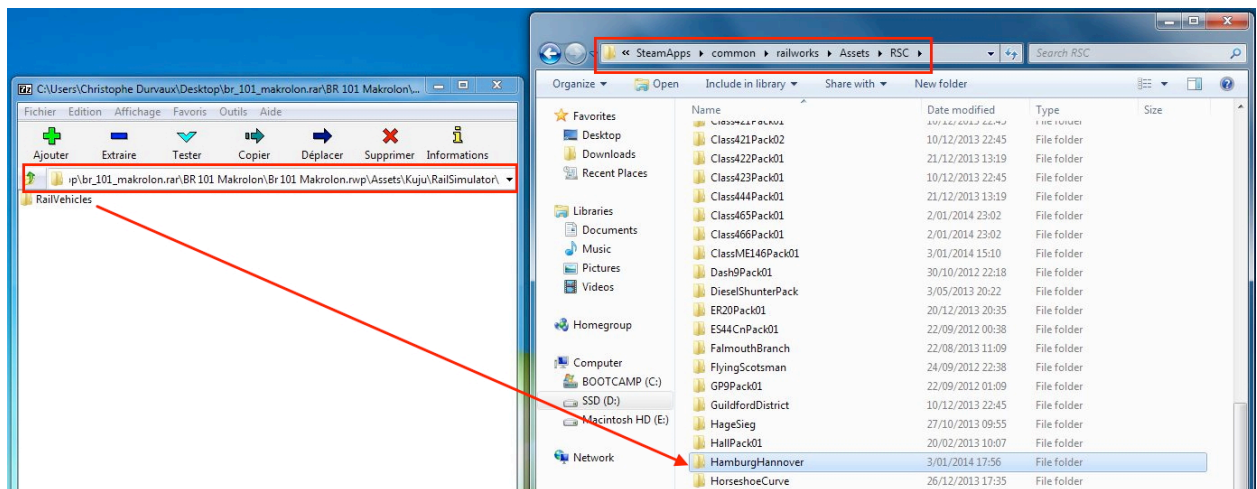 C:\Users\Christophe Durvaux\Desktop\br_101_makrolon.rar\BR 101 Makrolon\...
Fichier Edition Affichage Favoris Outils Aide
Ajouter Extraire Tester Copier Déplacer Supprimer Informations
ıp\br_101_makrolon.rar\BR 101 Makrolon\Br 101 Makrolon.rwp\Assets\Kuju\RailSimulator\
RailVehicles
« SteamApps ▸ common ▸ railworks ▸ Assets ▸ RSC ▸
Search RSC
Organize Open Include in library Share with New folder
Favorites
Desktop
Downloads
Recent Places
Libraries
Documents
Music
Pictures
Videos
Homegroup
Computer
BOOTCAMP (C:)
SSD (D:)
Macintosh HD (E:)
Network
Name Date modified Type Size
Class421Pack02 10/12/2013 22:45 File folder
Class422Pack01 21/12/2013 13:19 File folder
Class423Pack01 10/12/2013 22:45 File folder
Class444Pack01 21/12/2013 13:19 File folder
Class465Pack01 2/01/2014 23:02 File folder
Class466Pack01 2/01/2014 23:02 File folder
ClassME146Pack01 3/01/2014 15:10 File folder
Dash9Pack01 30/10/2012 22:18 File folder
DieselShunterPack 3/05/2013 20:22 File folder
ER20Pack01 20/12/2013 20:35 File folder
ES44CnPack01 22/09/2012 00:38 File folder
FalmouthBranch 22/08/2013 11:09 File folder
FlyingScotsman 24/09/2012 22:38 File folder
GP9Pack01 22/09/2012 01:09 File folder
GuildfordDistrict 10/12/2013 22:45 File folder
HageSieg 27/10/2013 09:55 File folder
HallPack01 20/02/2013 10:07 File folder
HamburgHannover 3/01/2014 17:56 File folder
HorseshoeCurve 26/12/2013 17:35 File folder